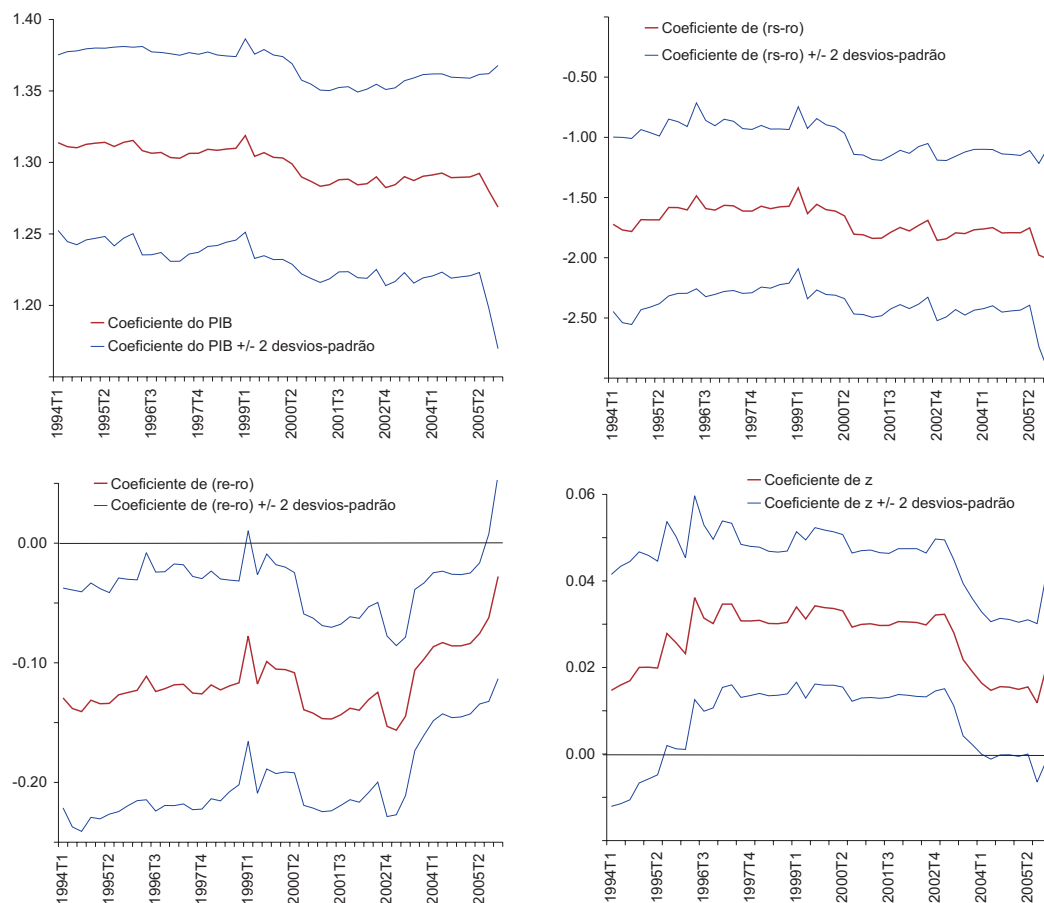 1.40
1.35
1.30
1.25
1.20
Coeficiente do PIB
Coeficiente do PIB +/- 2 desvios-padrão
1994T1
1995T2
1996T3
1997T4
1999T1
2000T2
2001T3
2002T4
2004T1
2005T2
Coeficiente de (rs-ro)
Coeficiente de (rs-ro) +/- 2 desvios-padrão
-0.50
-1.00
-1.50
-2.00
-2.50
1994T1
1995T2
1996T3
1997T4
1999T1
2000T2
2001T3
2002T4
2004T1
2005T2
Coeficiente de (re-ro)
Coeficiente de (re-ro) +/- 2 desvios-padrão
0.00
-0.10
-0.20
1994T1
1995T2
1996T3
1997T4
1999T1
2000T2
2001T3
2002T4
2004T1
2005T2
Coeficiente de z
Coeficiente de z +/- 2 desvios-padrão
0.06
0.04
0.02
0.00
1994T1
1995T2
1996T3
1997T4
1999T1
2000T2
2001T3
2002T4
2004T1
2005T2